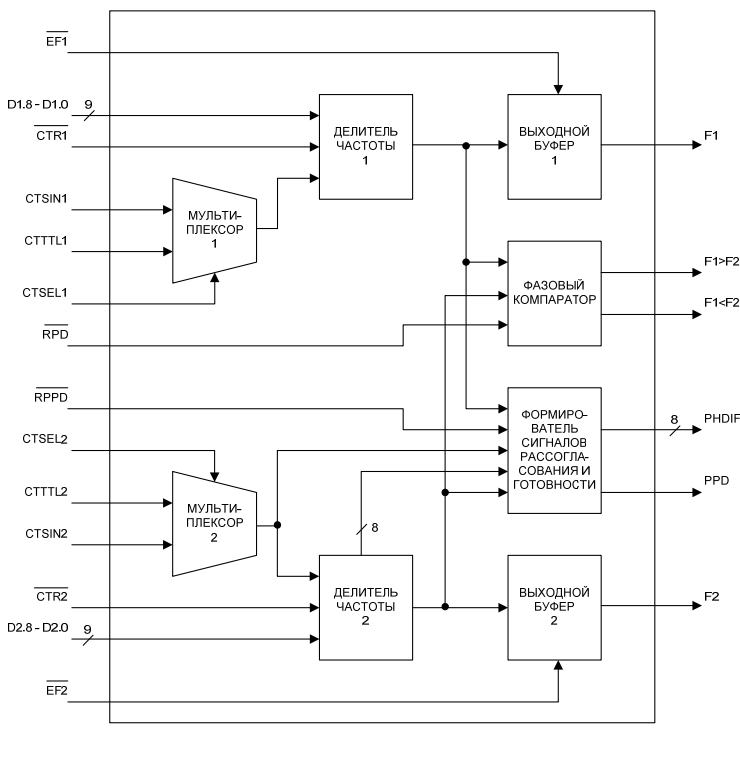 EF1
D1.8-D1.0
9
CTR1
ДЕЛИТЕЛЬ
ЧАСТОТЫ
1
ВЫХОДНОЙ
БУФЕР
1
F1
CTSIN1
CTTTL1
CTSEL1
МУЛЬТИ-
ПЛЕКСОР
1
RPD
ФАЗОВЫЙ
КОМПАРАТОР
F1>F2
F1<F2
RPPD
CTSEL2
CTTTL2
CTSIN2
МУЛЬТИ-
ПЛЕКСОР
2
ФОРМИРО-
ВАТЕЛЬ
СИГНАЛОВ
РАССОГЛА-
СОВАНИЯ И
ГОТОВНОСТИ
8
PHDIF
PPD
8
CTR2
D2.8-D2.0
9
ДЕЛИТЕЛЬ
ЧАСТОТЫ
2
ВЫХОДНОЙ
БУФЕР
2
F2
EF2